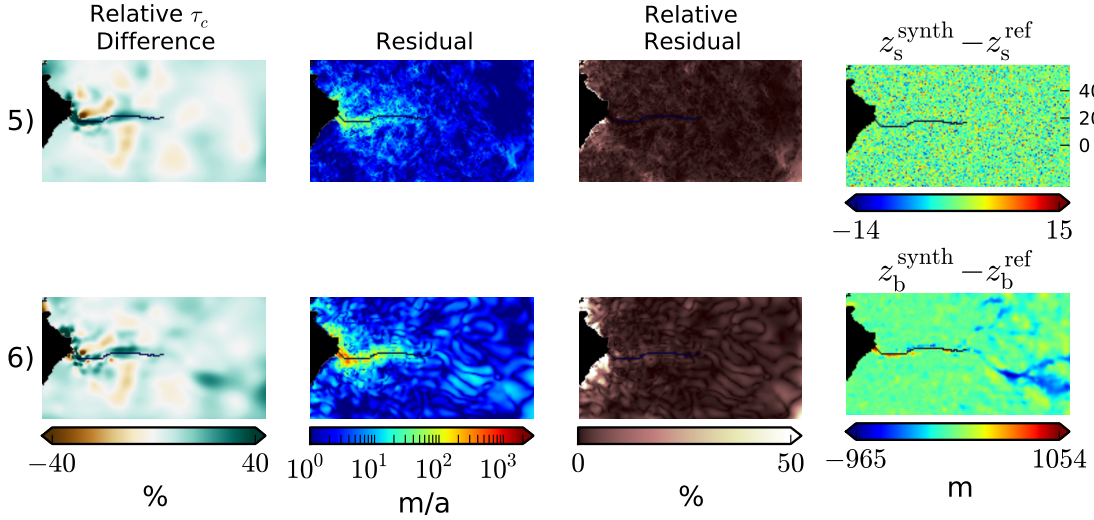 Relative τ_c Difference
Residual
Relative Residual
z_s^synth − z_s^ref
5)
40
20
0
−14 15
z_b^synth − z_b^ref
6)
−40 40
%
10^0 10^1 10^2 10^3
m/a
0 50
%
−965 1054
m